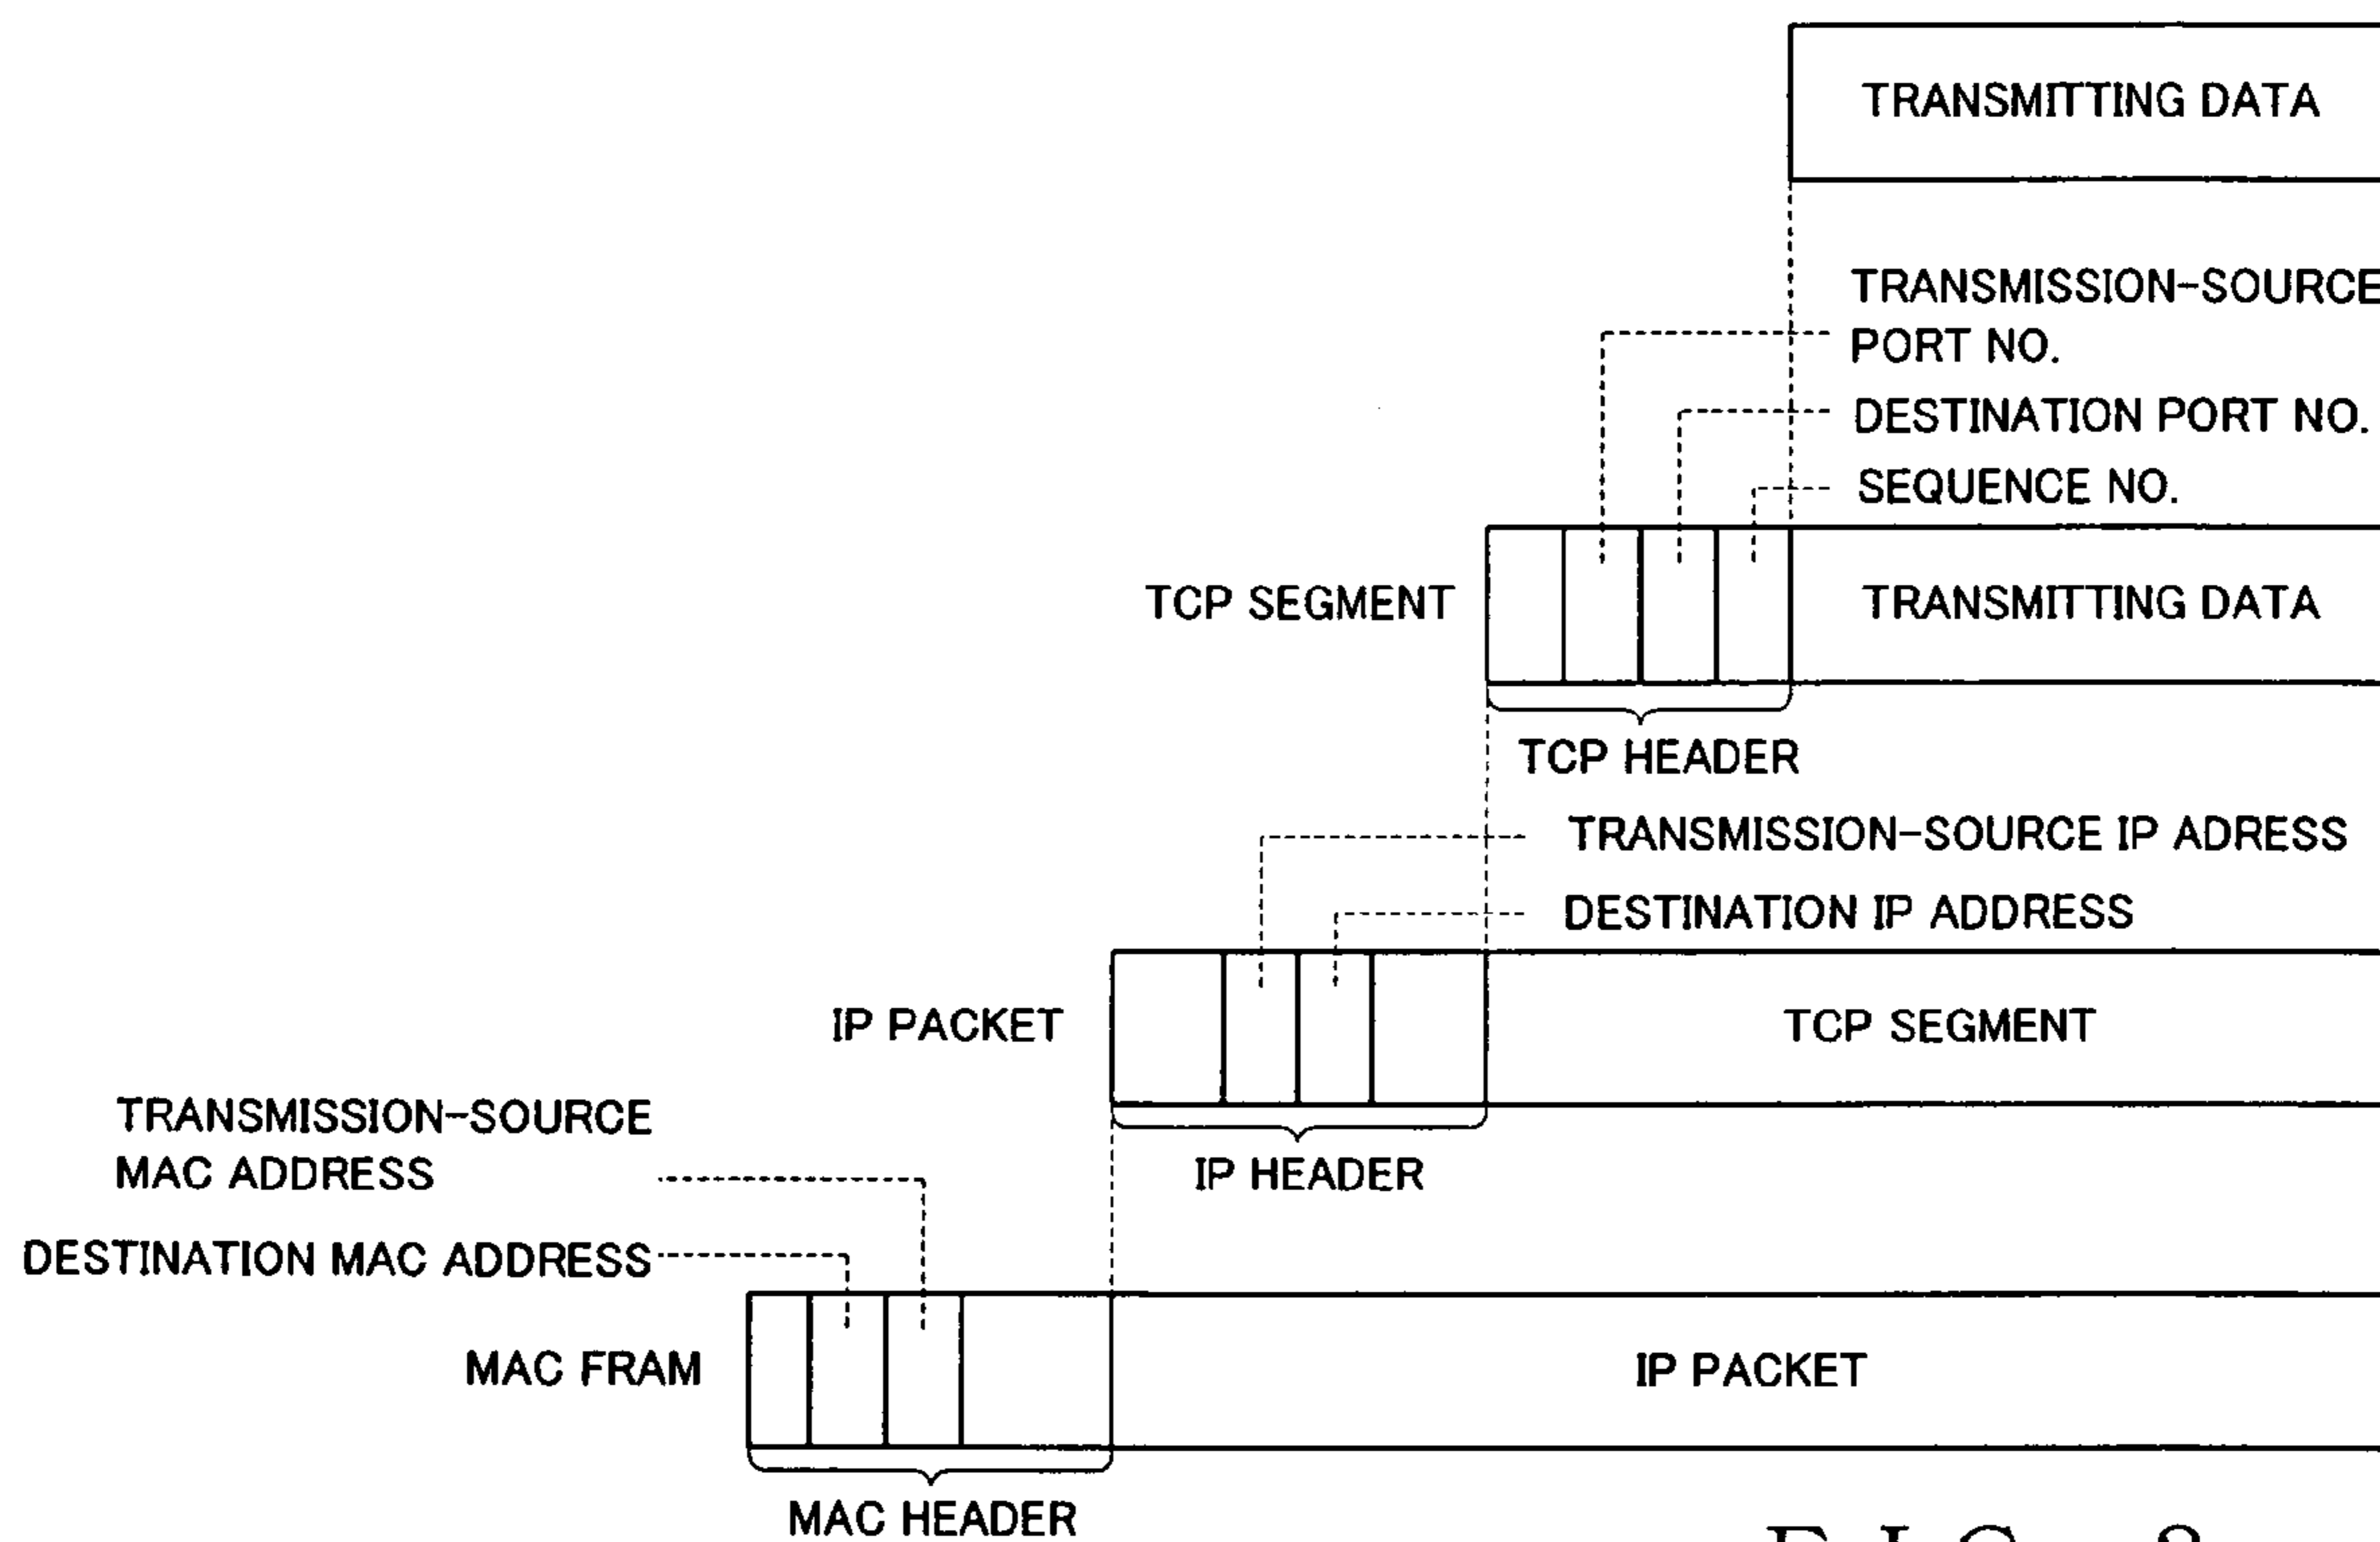 TRANSMITTING DATA
TRANSMISSION-SOURCE
PORT NO.
DESTINATION PORT NO.
SEQUENCE NO.
TCP SEGMENT
TRANSMITTING DATA
TCP HEADER
TRANSMISSION-SOURCE IP ADRESS
DESTINATION IP ADDRESS
IP PACKET
TCP SEGMENT
TRANSMISSION-SOURCE
MAC ADDRESS
IP HEADER
DESTINATION MAC ADDRESS
MAC FRAM
IP PACKET
MAC HEADER